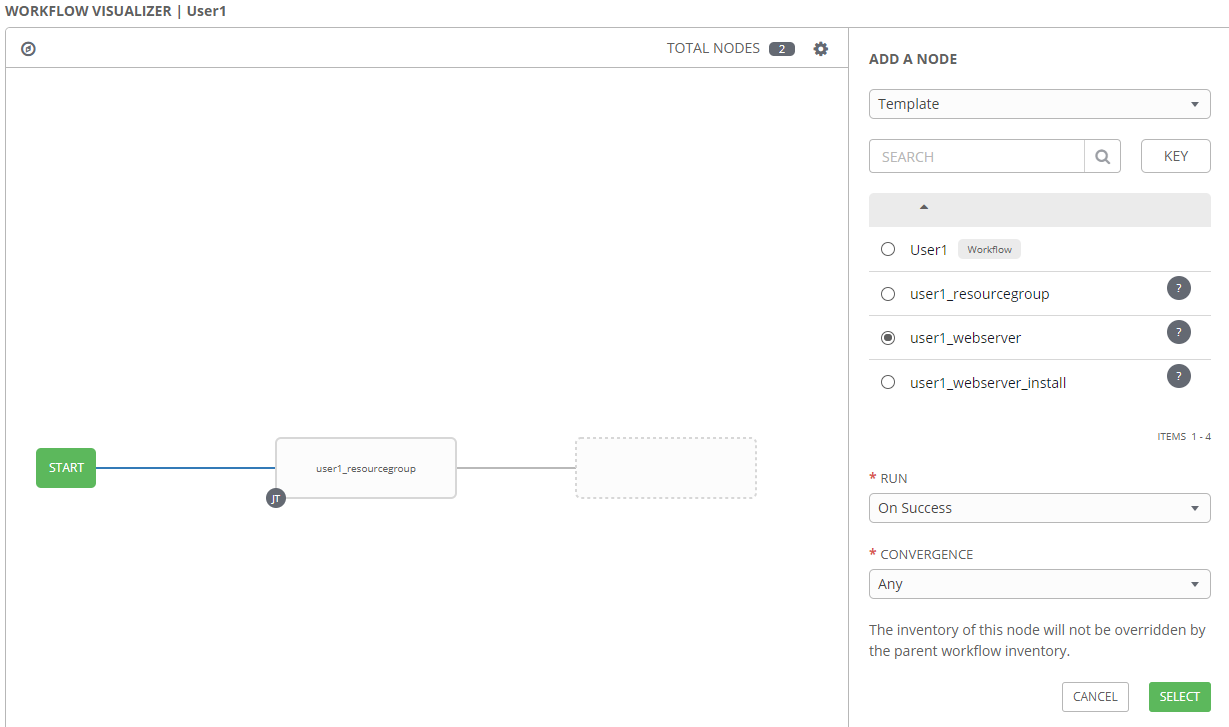 WORKFLOW VISUALIZER | User1
TOTAL NODES 2
START
user1_resourcegroup
JT
ADD A NODE
Template
SEARCH
KEY
User1 Workflow
user1_resourcegroup ?
user1_webserver ?
user1_webserver_install ?
ITEMS 1 - 4
* RUN
On Success
* CONVERGENCE
Any
The inventory of this node will not be overridden by
the parent workflow inventory.
CANCEL SELECT